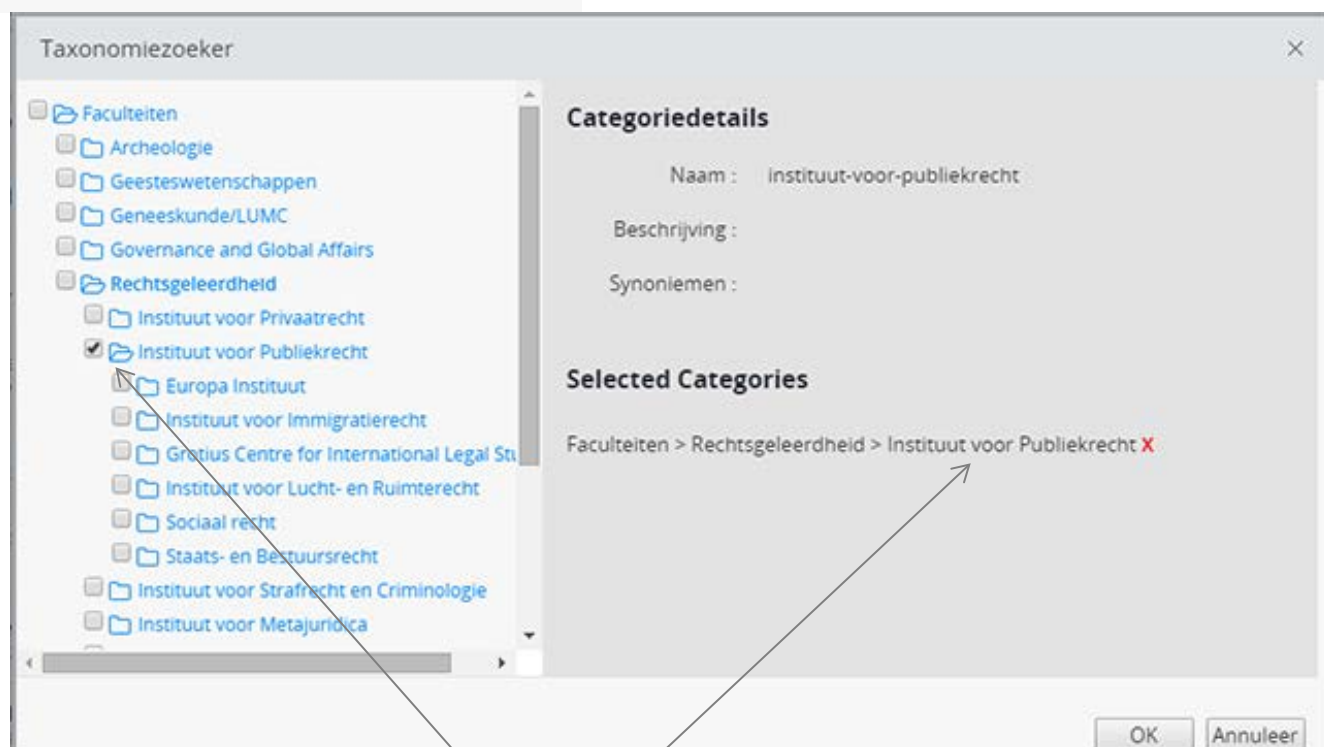 Taxonomiezoeker
Faculteiten
Archeologie
Geesteswetenschappen
Geneeskunde/LUMC
Governance and Global Affairs
Rechtsgeleerdheid
Instituut voor Privaatrecht
Instituut voor Publiekrecht
Europa Instituut
Instituut voor Immigratierecht
Grotius Centre for International Legal Stu
Instituut voor Lucht- en Ruimterecht
Sociaal recht
Staats- en Bestuursrecht
Instituut voor Strafrecht en Criminologie
Instituut voor Metajuridica
Categoriedetails
Naam : instituut-voor-publiekrecht
Beschrijving :
Synoniemen :
Selected Categories
Faculteiten > Rechtsgeleerdheid > Instituut voor Publiekrecht X
OK Annuleer